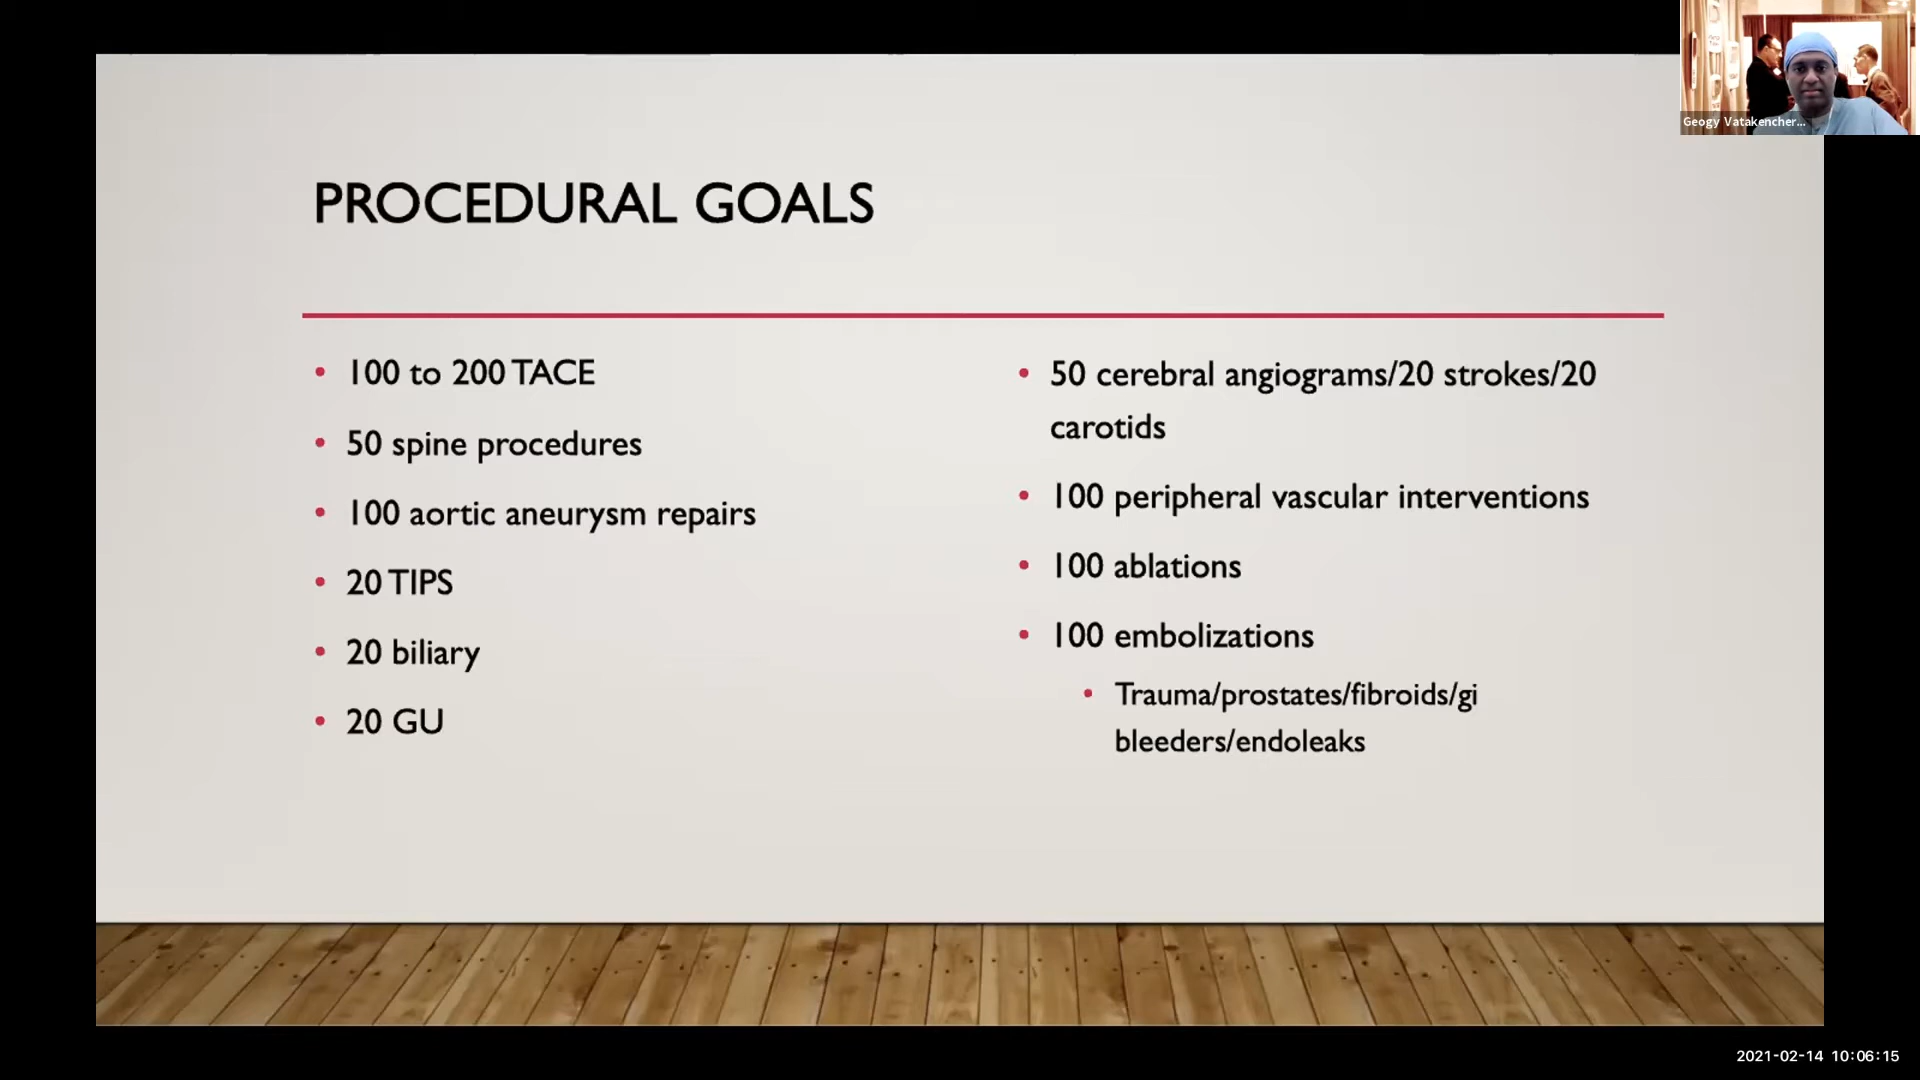 PROCEDURAL GOALS
• 100 to 200 TACE
• 50 spine procedures
• 100 aortic aneurysm repairs
• 20 TIPS
• 20 biliary
• 20 GU
• 50 cerebral angiograms/20 strokes/20
carotids
• 100 peripheral vascular interventions
• 100 ablations
• 100 embolizations
• Trauma/prostates/fibroids/gi
bleeders/endoleaks
Geogy Vatakencher...
2021-02-14 10:06:15